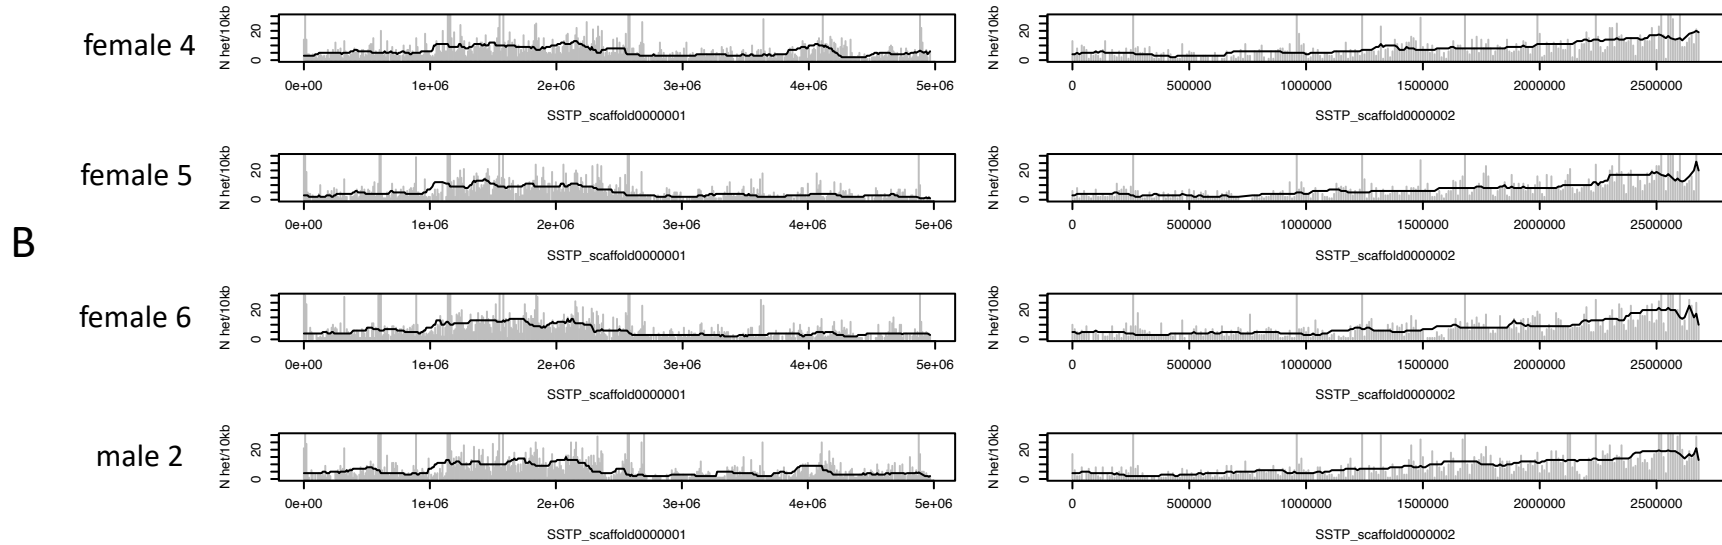 female 4
N het/10kb
0 20
0e+00 1e+06 2e+06 3e+06 4e+06 5e+06
SSTP_scaffold0000001
N het/10kb
0 20
0 500000 1000000 1500000 2000000 2500000
SSTP_scaffold0000002
female 5
N het/10kb
0 20
0e+00 1e+06 2e+06 3e+06 4e+06 5e+06
SSTP_scaffold0000001
N het/10kb
0 20
0 500000 1000000 1500000 2000000 2500000
SSTP_scaffold0000002
B
female 6
N het/10kb
0 20
0e+00 1e+06 2e+06 3e+06 4e+06 5e+06
SSTP_scaffold0000001
N het/10kb
0 20
0 500000 1000000 1500000 2000000 2500000
SSTP_scaffold0000002
male 2
N het/10kb
0 20
0e+00 1e+06 2e+06 3e+06 4e+06 5e+06
SSTP_scaffold0000001
N het/10kb
0 20
0 500000 1000000 1500000 2000000 2500000
SSTP_scaffold0000002